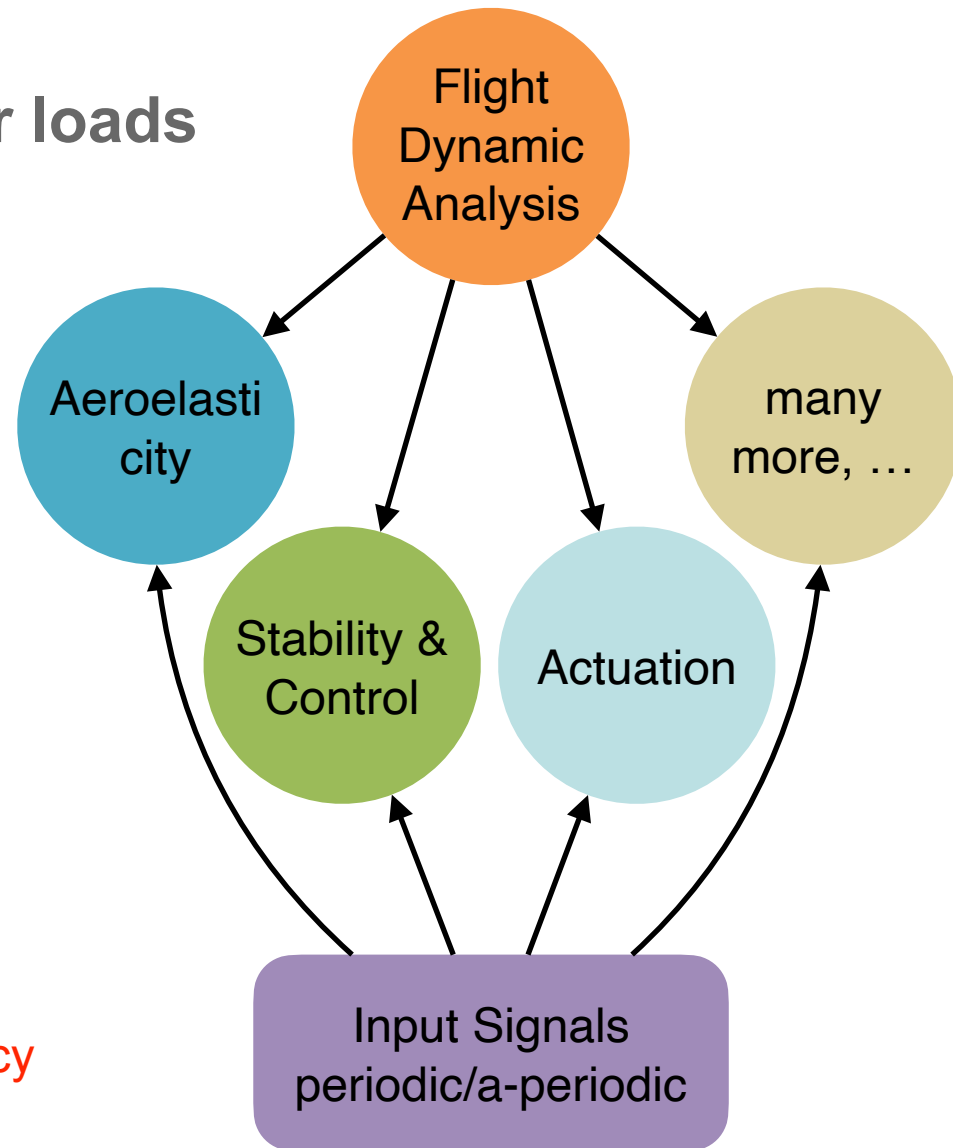 r loads
Flight
Dynamic
Analysis
Aeroelasti
city
many
more, …
Stability &
Control
Actuation
Input Signals
periodic/a-periodic
cy